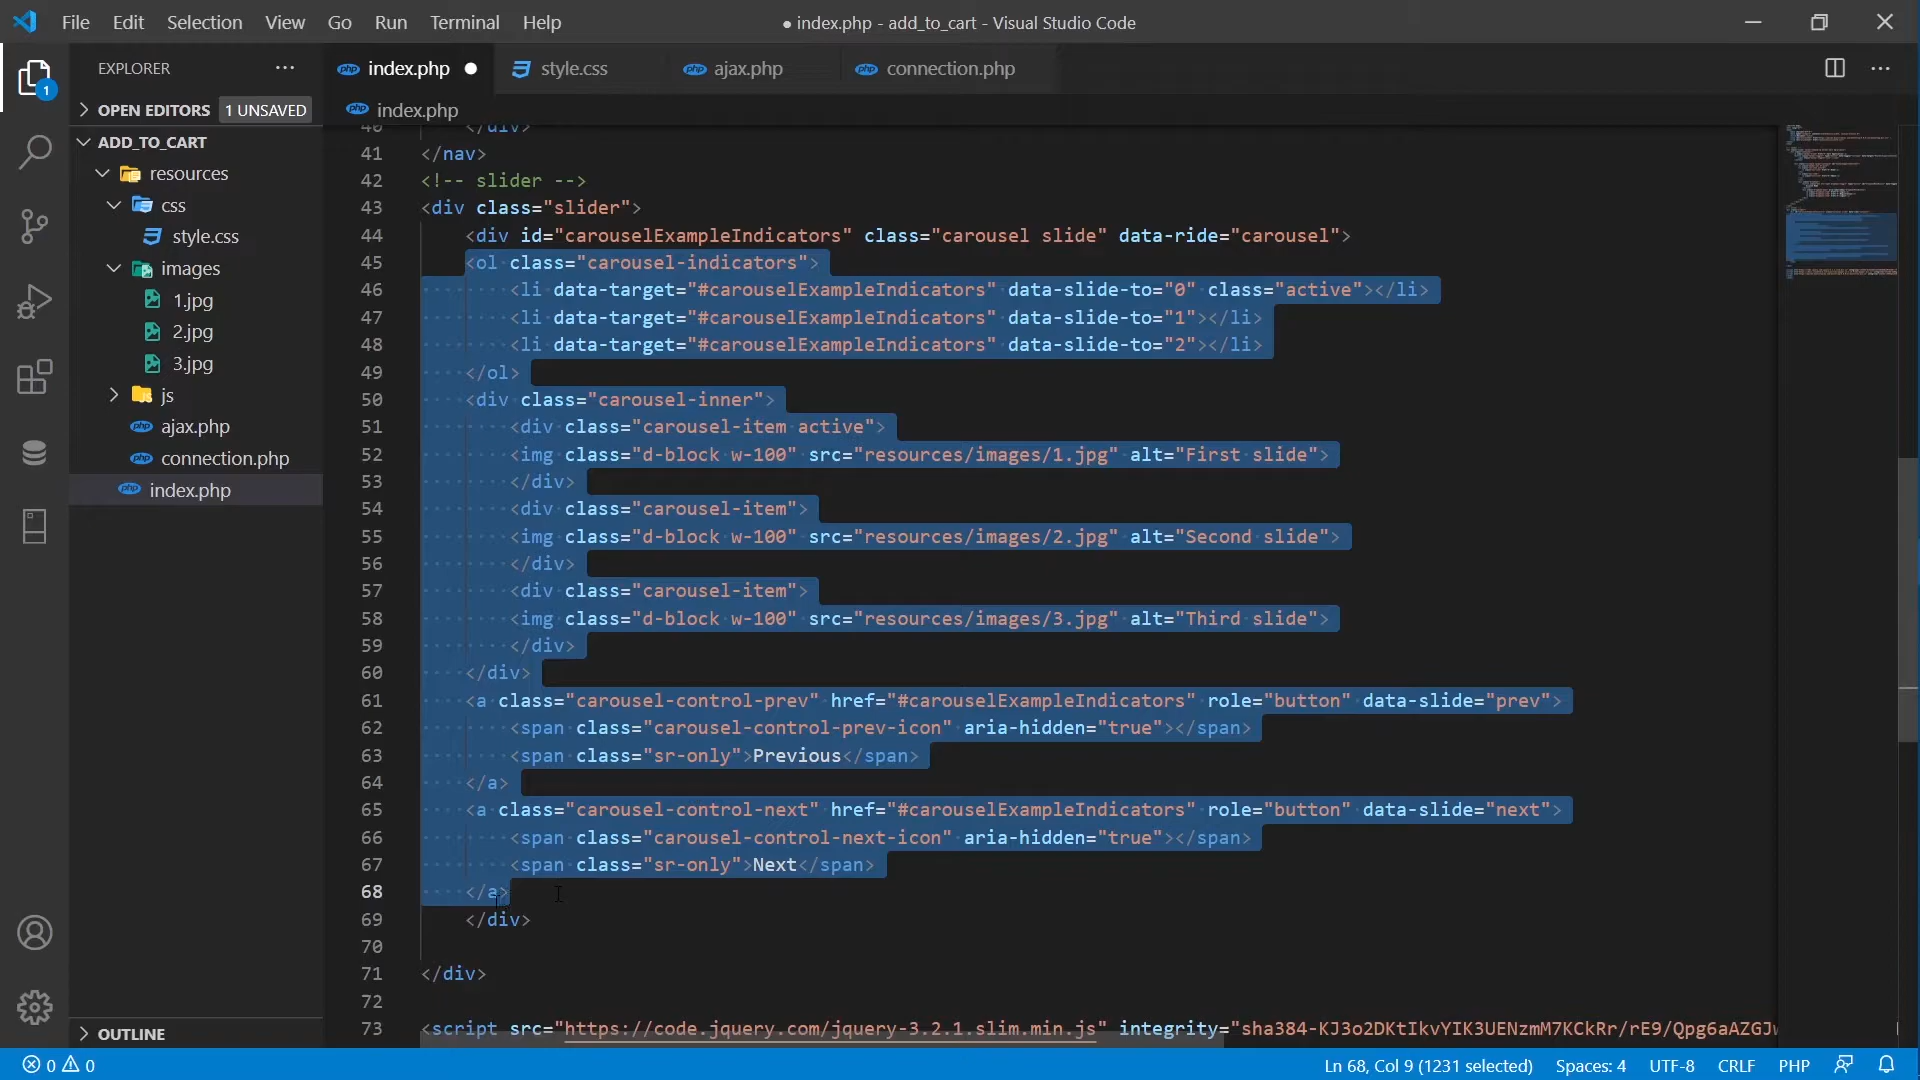 File Edit Selection View Go Run Terminal Help
● index.php - add_to_cart - Visual Studio Code
EXPLORER
index.php style.css ajax.php connection.php
OPEN EDITORS 1 UNSAVED
index.php
ADD_TO_CART
resources
css
style.css
images
1.jpg
2.jpg
3.jpg
js
ajax.php
connection.php
index.php
OUTLINE
1
40 </div>
41 </nav>
42 <!-- slider -->
43 <div class="slider">
44 <div id="carouselExampleIndicators" class="carousel slide" data-ride="carousel">
45 <ol class="carousel-indicators">
46 <li data-target="#carouselExampleIndicators" data-slide-to="0" class="active"></li>
47 <li data-target="#carouselExampleIndicators" data-slide-to="1"></li>
48 <li data-target="#carouselExampleIndicators" data-slide-to="2"></li>
49 </ol>
50 <div class="carousel-inner">
51 <div class="carousel-item active">
52 <img class="d-block w-100" src="resources/images/1.jpg" alt="First slide">
53 </div>
54 <div class="carousel-item">
55 <img class="d-block w-100" src="resources/images/2.jpg" alt="Second slide">
56 </div>
57 <div class="carousel-item">
58 <img class="d-block w-100" src="resources/images/3.jpg" alt="Third slide">
59 </div>
60 </div>
61 <a class="carousel-control-prev" href="#carouselExampleIndicators" role="button" data-slide="prev">
62 <span class="carousel-control-prev-icon" aria-hidden="true"></span>
63 <span class="sr-only">Previous</span>
64 </a>
65 <a class="carousel-control-next" href="#carouselExampleIndicators" role="button" data-slide="next">
66 <span class="carousel-control-next-icon" aria-hidden="true"></span>
67 <span class="sr-only">Next</span>
68 </a>
69 </div>
70
71 </div>
72
73 <script src="https://code.jquery.com/jquery-3.2.1.slim.min.js" integrity="sha384-KJ3o2DKtIkvYIK3UENzmM7KCkRr/rE9/Qpg6aAZGJw
0 0 Ln 68, Col 9 (1231 selected) Spaces: 4 UTF-8 CRLF PHP